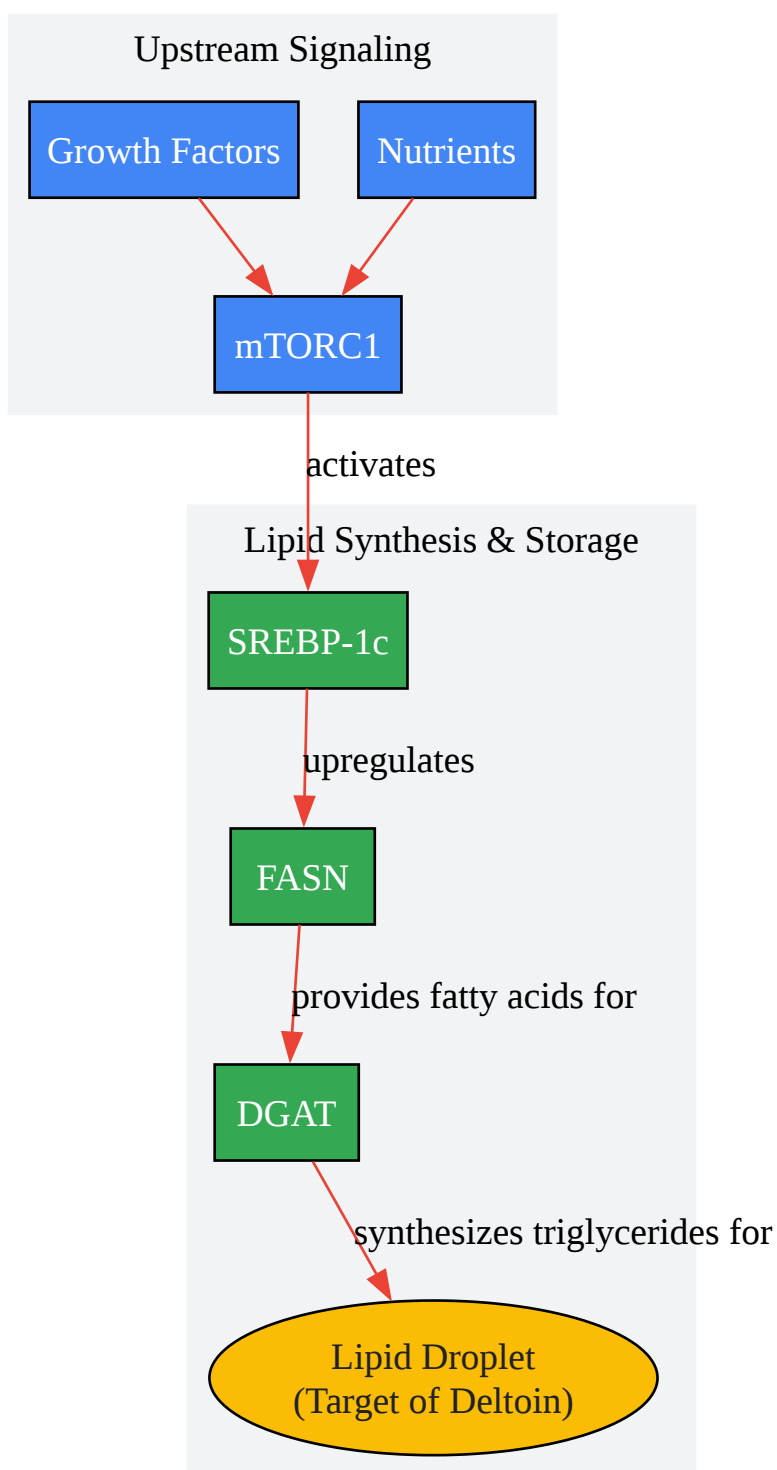 Upstream Signaling
Growth Factors
Nutrients
mTORC1
activates
Lipid Synthesis & Storage
SREBP-1c
upregulates
FASN
provides fatty acids for
DGAT
synthesizes triglycerides for
Lipid Droplet
(Target of Deltoin)